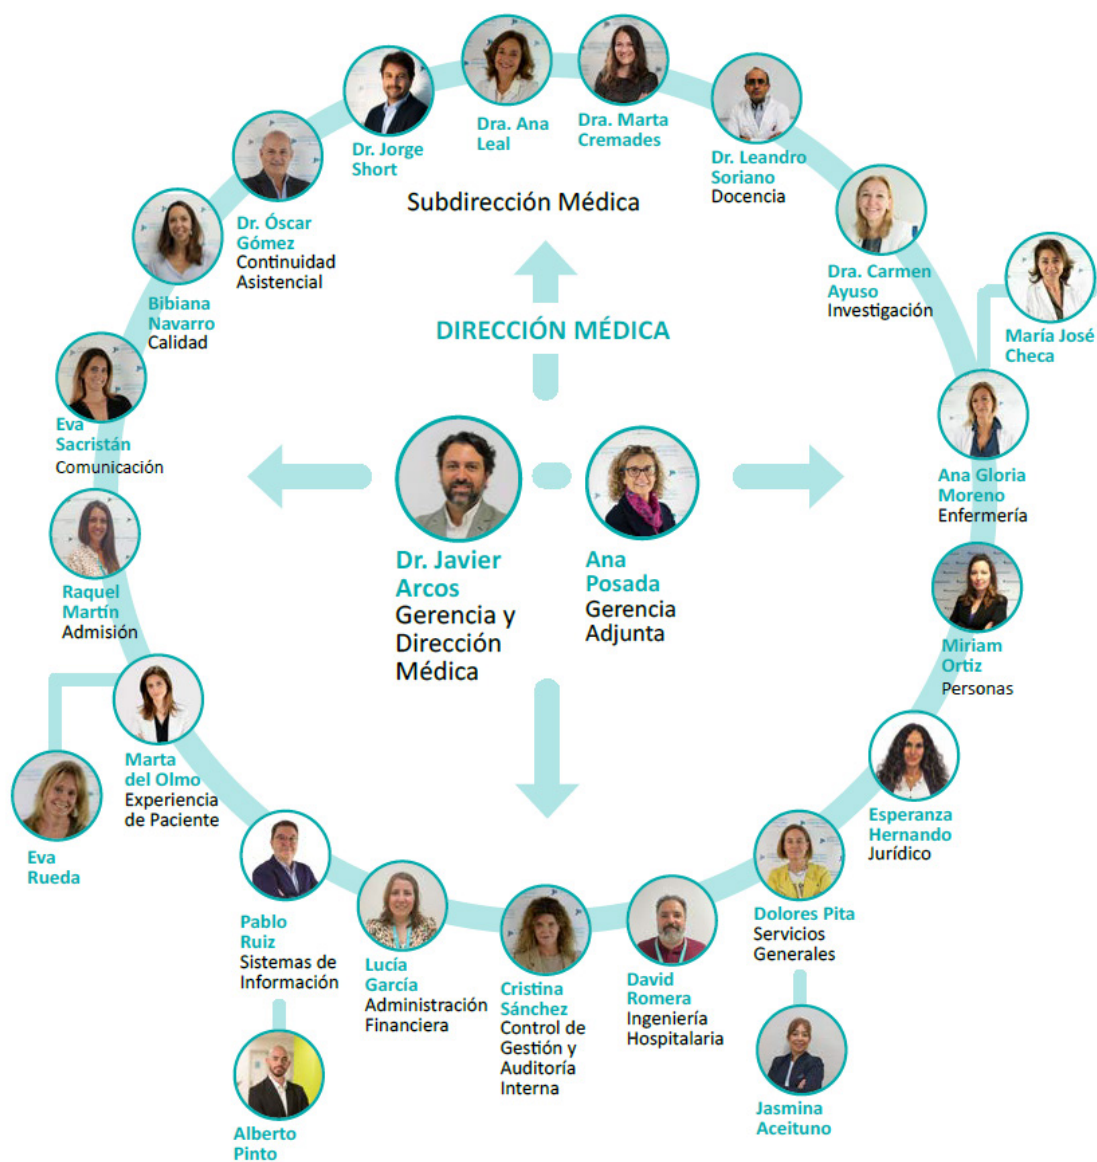 Dra. Ana
Leal
Dra. Marta
Cremades
Dr. Jorge
Short
Dr. Leandro
Soriano
Docencia
Subdirección Médica
Dr. Óscar
Gómez
Continuidad
Asistencial
Dra. Carmen
Ayuso
Investigación
Bibiana
Navarro
Calidad
DIRECCIÓN MÉDICA
María José
Checa
Eva
Sacristán
Comunicación
Ana Gloria
Moreno
Enfermería
Dr. Javier
Arcos
Gerencia y
Dirección
Médica
Ana
Posada
Gerencia
Adjunta
Raquel
Martín
Admisión
Miriam
Ortiz
Personas
Marta
del Olmo
Experiencia
de Paciente
Eva
Rueda
Esperanza
Hernando
Jurídico
Pablo
Ruiz
Sistemas de
Información
Lucía
García
Administración
Financiera
Cristina
Sánchez
Control de
Gestión y
Auditoría
Interna
David
Romera
Ingeniería
Hospitalaria
Dolores Pita
Servicios
Generales
Alberto
Pinto
Jasmina
Aceituno